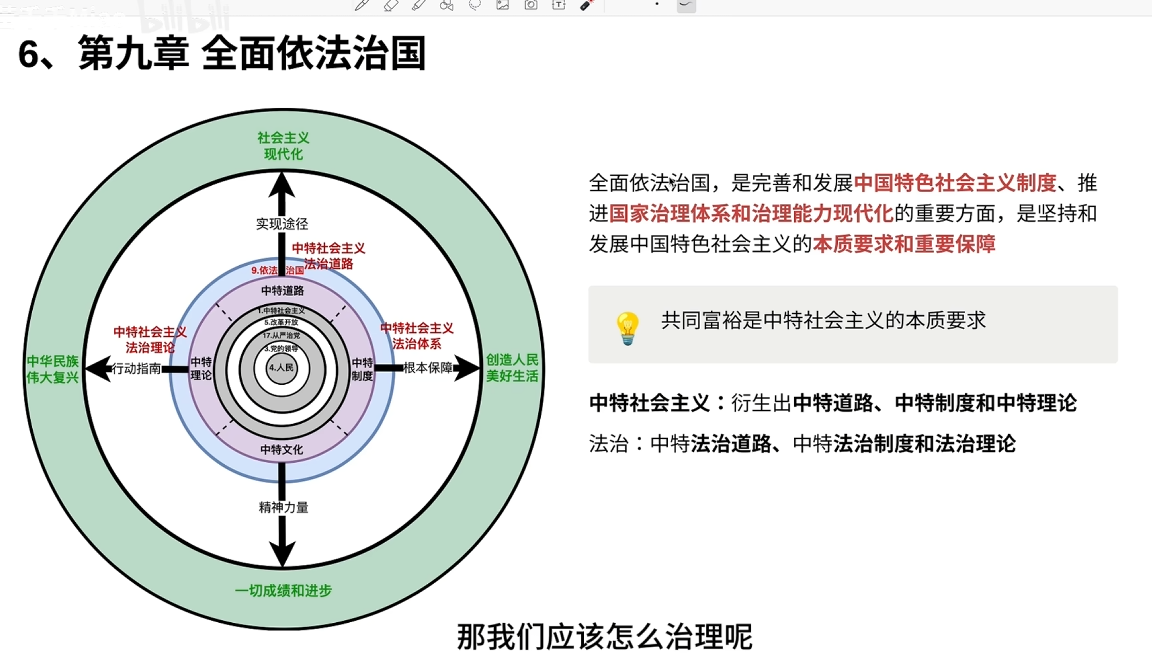 bilibili
6、第九章 全面依法治国
社会主义
现代化
实现途径
中特社会主义
法治道路
9.依法治国
中特道路
1.中特社会主义
5.改革开放
17.从严治党
3.党的领导
4.人民
中特社会主义
法治理论
中特社会主义
法治体系
中华民族
伟大复兴
行动指南
中特
理论
中特
制度
根本保障
创造人民
美好生活
中特文化
精神力量
一切成绩和进步
全面依法治国，是完善和发展中国特色社会主义制度、推
进国家治理体系和治理能力现代化的重要方面，是坚持和
发展中国特色社会主义的本质要求和重要保障
共同富裕是中特社会主义的本质要求
中特社会主义：衍生出中特道路、中特制度和中特理论
法治：中特法治道路、中特法治制度和法治理论
那我们应该怎么治理呢